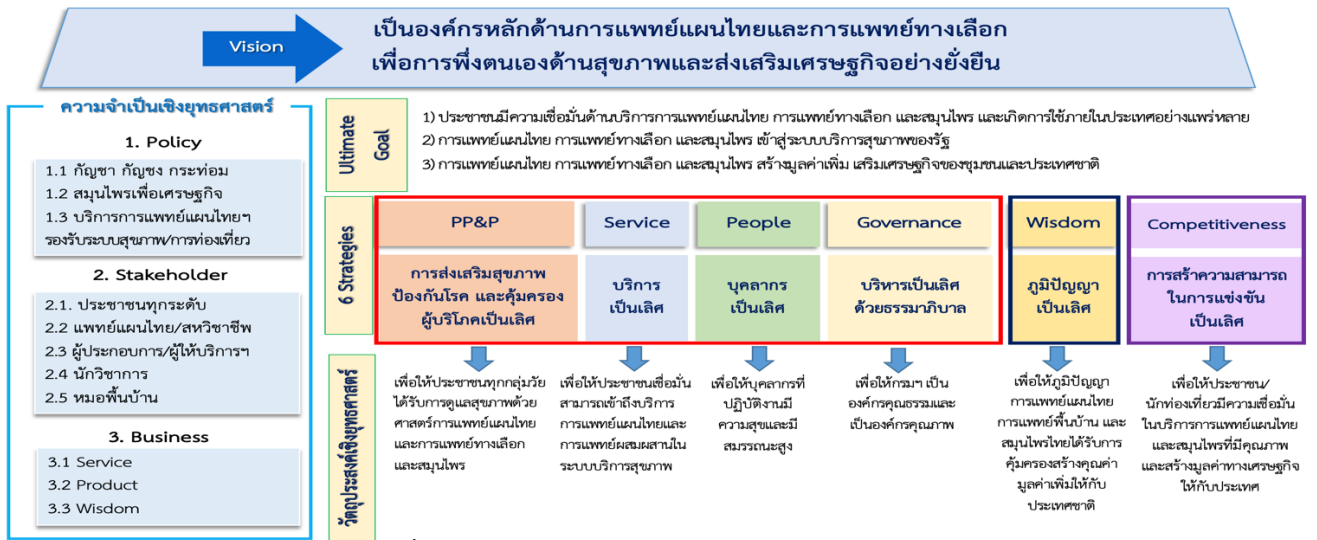 Vision
เป็นองค์กรหลักด้านการแพทย์แผนไทยและการแพทย์ทางเลือก
เพื่อการพึ่งตนเองด้านสุขภาพและส่งเสริมเศรษฐกิจอย่างยั่งยืน
ความจำเป็นเชิงยุทธศาสตร์
1. Policy
1.1 กัญชา กัญชง กระท่อม
1.2 สมุนไพรเพื่อเศรษฐกิจ
1.3 บริการการแพทย์แผนไทยฯ
รองรับระบบสุขภาพ/การท่องเที่ยว
2. Stakeholder
2.1. ประชาชนทุกระดับ
2.2 แพทย์แผนไทย/สหวิชาชีพ
2.3 ผู้ประกอบการ/ผู้ให้บริการฯ
2.4 นักวิชาการ
2.5 หมอพื้นบ้าน
3. Business
3.1 Service
3.2 Product
3.3 Wisdom
Ultimate
Goal
1) ประชาชนมีความเชื่อมั่นด้านบริการการแพทย์แผนไทย การแพทย์ทางเลือก และสมุนไพร และเกิดการใช้ภายในประเทศอย่างแพร่หลาย
2) การแพทย์แผนไทย การแพทย์ทางเลือก และสมุนไพร เข้าสู่ระบบบริการสุขภาพของรัฐ
3) การแพทย์แผนไทย การแพทย์ทางเลือก และสมุนไพร สร้างมูลค่าเพิ่ม เสริมเศรษฐกิจของชุมชนและประเทศชาติ
6 Strategies
PP&P
การส่งเสริมสุขภาพ
ป้องกันโรค และคุ้มครอง
ผู้บริโภคเป็นเลิศ
Service
บริการ
เป็นเลิศ
People
บุคลากร
เป็นเลิศ
Governance
บริหารเป็นเลิศ
ด้วยธรรมาภิบาล
Wisdom
ภูมิปัญญา
เป็นเลิศ
Competitiveness
การสร้าความสามารถ
ในการแข่งขัน
เป็นเลิศ
วัตถุประสงค์เชิงยุทธศาสตร์
เพื่อให้ประชาชนทุกกลุ่มวัย
ได้รับการดูแลสุขภาพด้วย
ศาสตร์การแพทย์แผนไทย
และการแพทย์ทางเลือก
และสมุนไพร
เพื่อให้ประชาชนเชื่อมั่น
สามารถเข้าถึงบริการ
การแพทย์แผนไทยและ
การแพทย์ผสมผสานใน
ระบบบริการสุขภาพ
เพื่อให้บุคลากรที่
ปฏิบัติงานมี
ความสุขและมี
สมรรถนะสูง
เพื่อให้กรมฯ เป็น
องค์กรคุณธรรมและ
เป็นองค์กรคุณภาพ
เพื่อให้ภูมิปัญญา
การแพทย์แผนไทย
การแพทย์พื้นบ้าน และ
สมุนไพรไทยได้รับการ
คุ้มครองสร้างคุณค่า
มูลค่าเพิ่มให้กับ
ประเทศชาติ
เพื่อให้ประชาชน/
นักท่องเที่ยวมีความเชื่อมั่น
ในบริการการแพทย์แผนไทย
และสมุนไพรที่มีคุณภาพ
และสร้างมูลค่าทางเศรษฐกิจ
ให้กับประเทศ